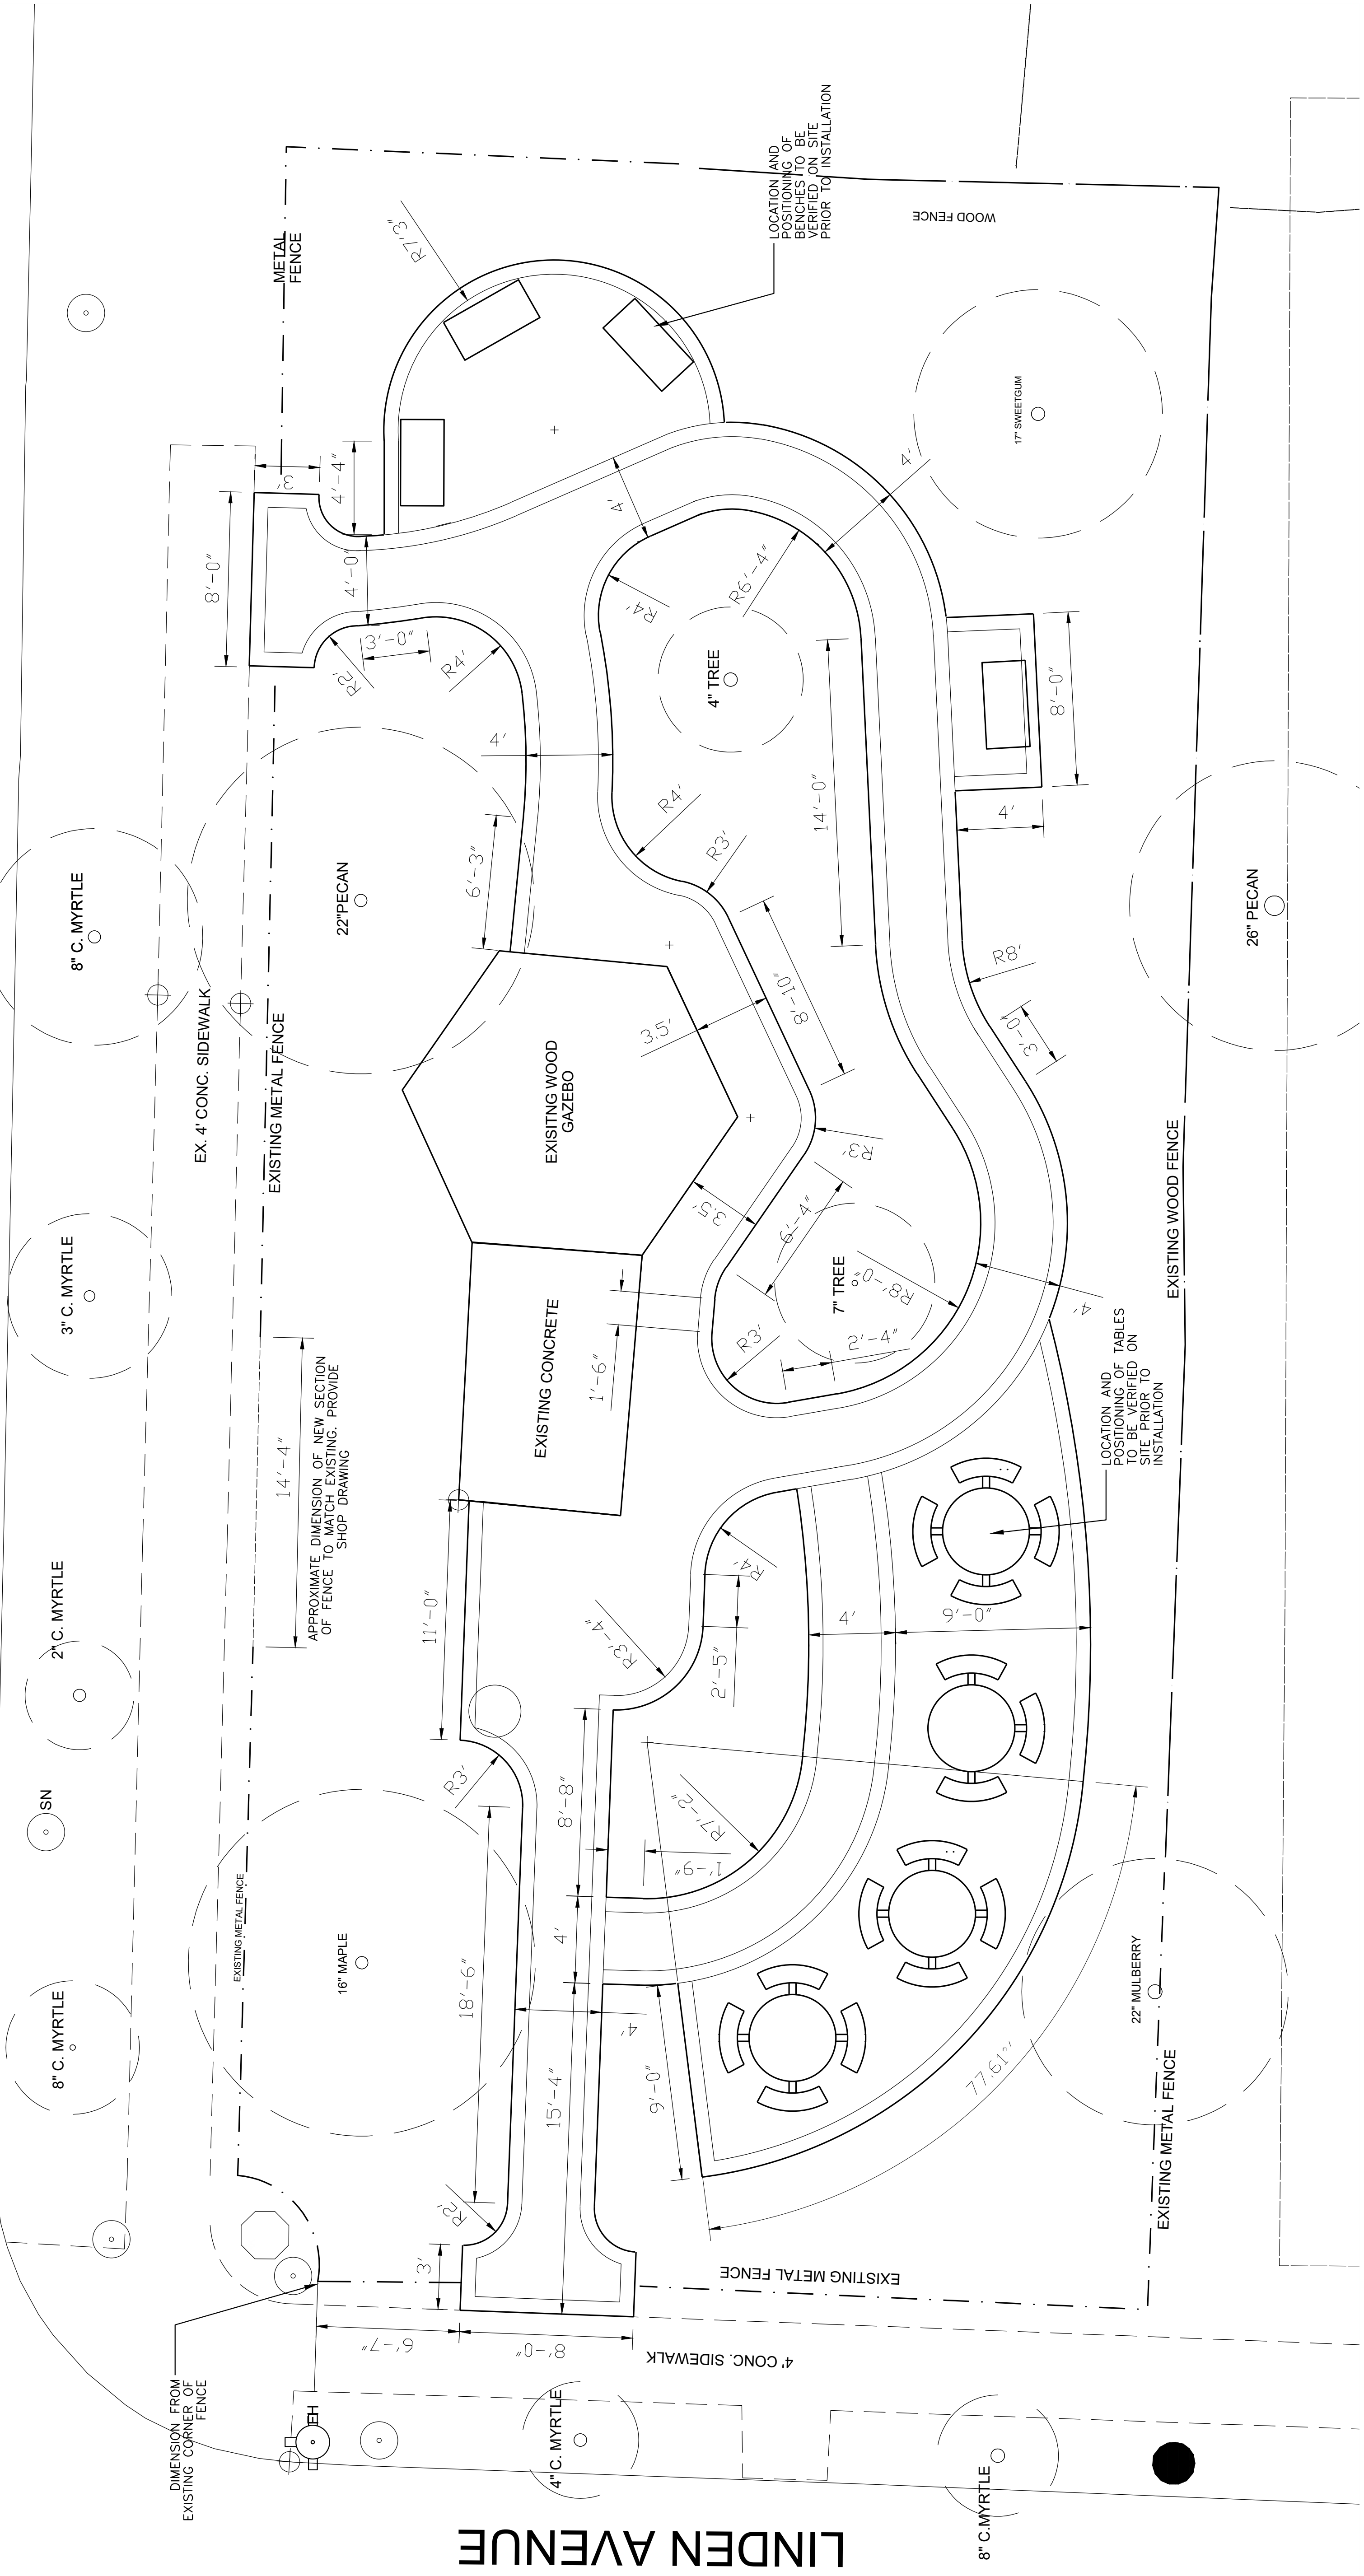 LOCATION AND
POSITIONING OF
BENCHES TO BE
VERIFIED ON SITE
PRIOR TO INSTALLATION
METAL
FENCE
WOOD FENCE
R7'3"
3'
4'-4"
8'-0"
4'-0"
4'
4'
17" SWEETGUM
R2'
3'-0"
R4'
R4'
R6'-4"
4" TREE
8'-0"
4'
4'
14'-0"
R4'
R3'
6'-3"
22"PECAN
8" C. MYRTLE
26" PECAN
EX. 4' CONC. SIDEWALK
EXISTING METAL FENCE
EXISITNG WOOD
GAZEBO
3.5'
8'-10"
R8'
3'-0"
R3'
3.5'
6'-4"
EXISTING WOOD FENCE
3" C. MYRTLE
7" TREE
R8'-0"
4'
R3'
2'-4"
1'-6"
EXISTING CONCRETE
14'-4"
APPROXIMATE DIMENSION OF NEW SECTION
OF FENCE TO MATCH EXISTING. PROVIDE
SHOP DRAWING
LOCATION AND
POSITIONING OF TABLES
TO BE VERIFIED ON
SITE PRIOR TO
INSTALLATION
11'-0"
R4'
4'
9'-0"
2'-5"
R3'-4"
2" C. MYRTLE
R3'
8'-8"
R7'-2"
1'-9"
SN
EXISTING METAL FENCE
16" MAPLE
4'
18'-6"
4'
15'-4"
9'-0"
77.61°
22" MULBERRY
EXISTING METAL FENCE
8" C. MYRTLE
R2'
3'
EXISTING METAL FENCE
6'-7"
8'-0"
4' CONC. SIDEWALK
DIMENSION FROM
EXISTING CORNER OF
FENCE
FH
4" C. MYRTLE
8" C.MYRTLE
LINDEN AVENUE